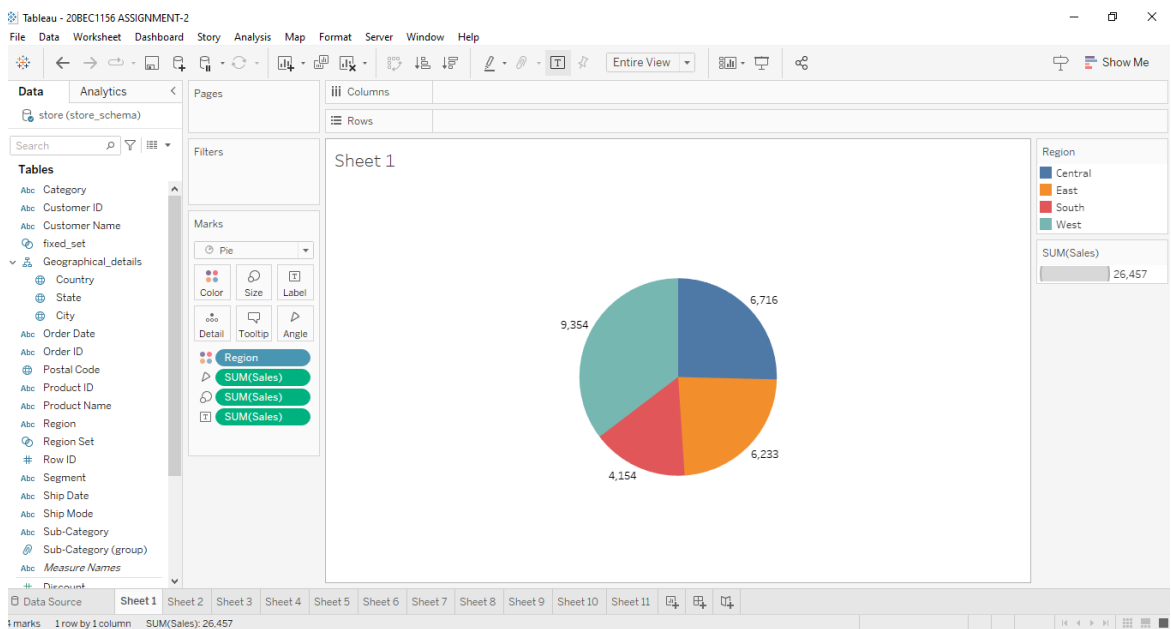 Tableau - 20BEC1156 ASSIGNMENT-2
File Data Worksheet Dashboard Story Analysis Map Format Server Window Help
Entire View
Show Me
Data Analytics
store (store_schema)
Search
Tables
Abc Category
Abc Customer ID
Abc Customer Name
fixed_set
Geographical_details
Country
State
City
Abc Order Date
Abc Order ID
Postal Code
Abc Product ID
Abc Product Name
Abc Region
Region Set
# Row ID
Abc Segment
Abc Ship Date
Abc Ship Mode
Abc Sub-Category
Sub-Category (group)
Abc Measure Names
# Discount
Pages
Filters
Marks
Pie
Color Size Label
Detail Tooltip Angle
Region
SUM(Sales)
SUM(Sales)
SUM(Sales)
Columns
Rows
Sheet 1
6,716
9,354
6,233
4,154
Region
Central
East
South
West
SUM(Sales)
26,457
Data Source Sheet 1 Sheet 2 Sheet 3 Sheet 4 Sheet 5 Sheet 6 Sheet 7 Sheet 8 Sheet 9 Sheet 10 Sheet 11
4 marks 1 row by 1 column SUM(Sales): 26,457